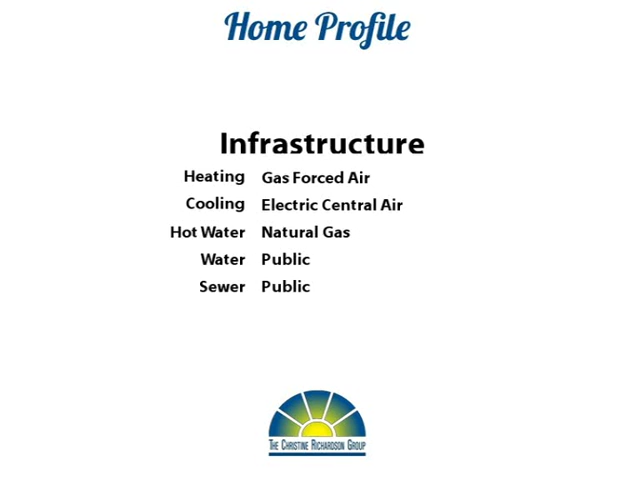 Home Profile
Infrastructure
Heating Gas Forced Air
Cooling Electric Central Air
Hot Water Natural Gas
Water Public
Sewer Public
The Christine Richardson Group